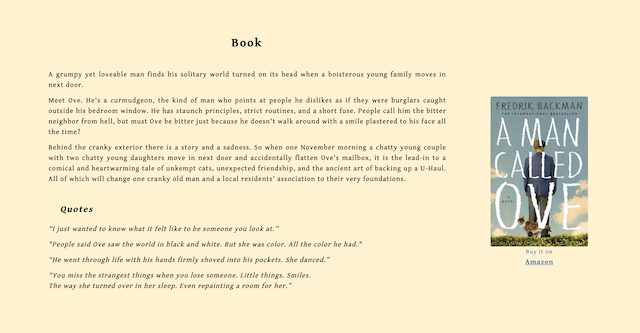 Book
A grumpy yet loveable man finds his solitary world turned on its head when a boisterous young family moves in
next door.
Meet Ove. He's a curmudgeon, the kind of man who points at people he dislikes as if they were burglars caught
outside his bedroom window. He has staunch principles, strict routines, and a short fuse. People call him the bitter
neighbor from hell, but must Ove be bitter just because he doesn't walk around with a smile plastered to his face all
the time?
Behind the cranky exterior there is a story and a sadness. So when one November morning a chatty young couple
with two chatty young daughters move in next door and accidentally flatten Ove's mailbox, it is the lead-in to a
comical and heartwarming tale of unkempt cats, unexpected friendship, and the ancient art of backing up a U-Haul.
All of which will change one cranky old man and a local residents' association to their very foundations.
Quotes
"I just wanted to know what it felt like to be someone you look at."
"People said Ove saw the world in black and white. But she was color. All the color he had."
"He went through life with his hands firmly shoved into his pockets. She danced."
"You miss the strangest things when you lose someone. Little things. Smiles.
The way she turned over in her sleep. Even repainting a room for her."
FREDRIK BACKMAN
THE INTERNATIONAL BESTSELLER
A MAN
CALLED
OVE
A NOVEL
Buy it on
Amazon